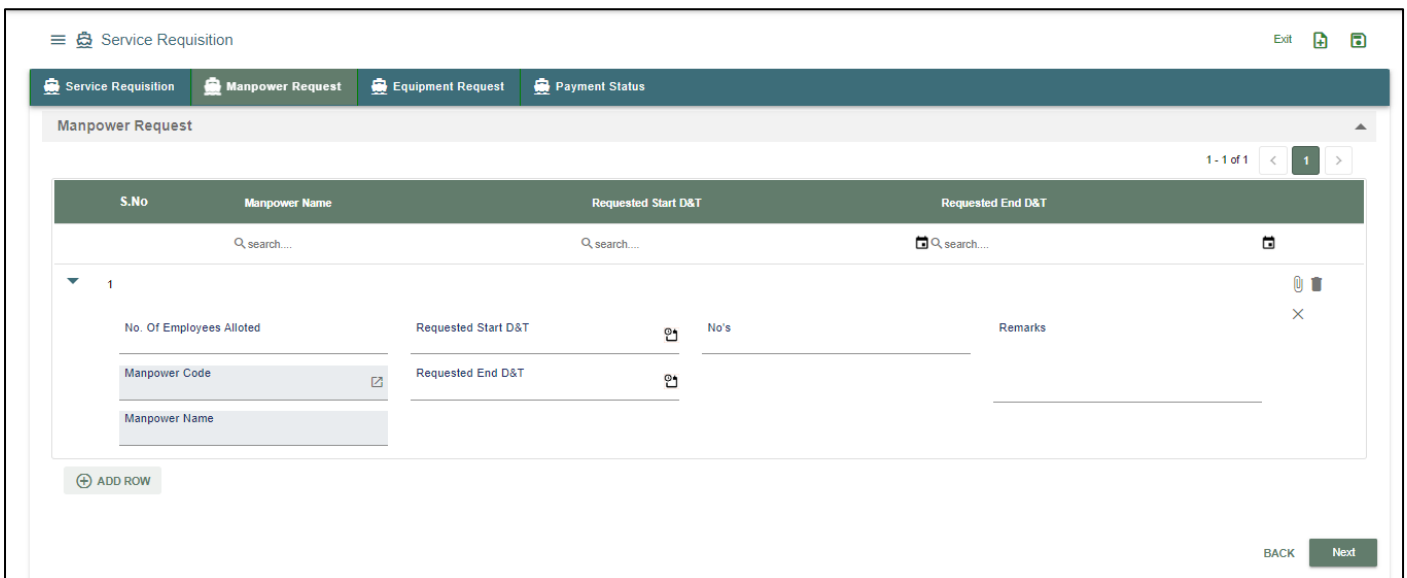 Service Requisition
Exit
Service Requisition Manpower Request Equipment Request Payment Status
Manpower Request
1 - 1 of 1 < 1 >
S.No Manpower Name Requested Start D&T Requested End D&T
search.... search.... search....
1
No. Of Employees Alloted Requested Start D&T No's Remarks
Manpower Code Requested End D&T
Manpower Name
ADD ROW
BACK Next